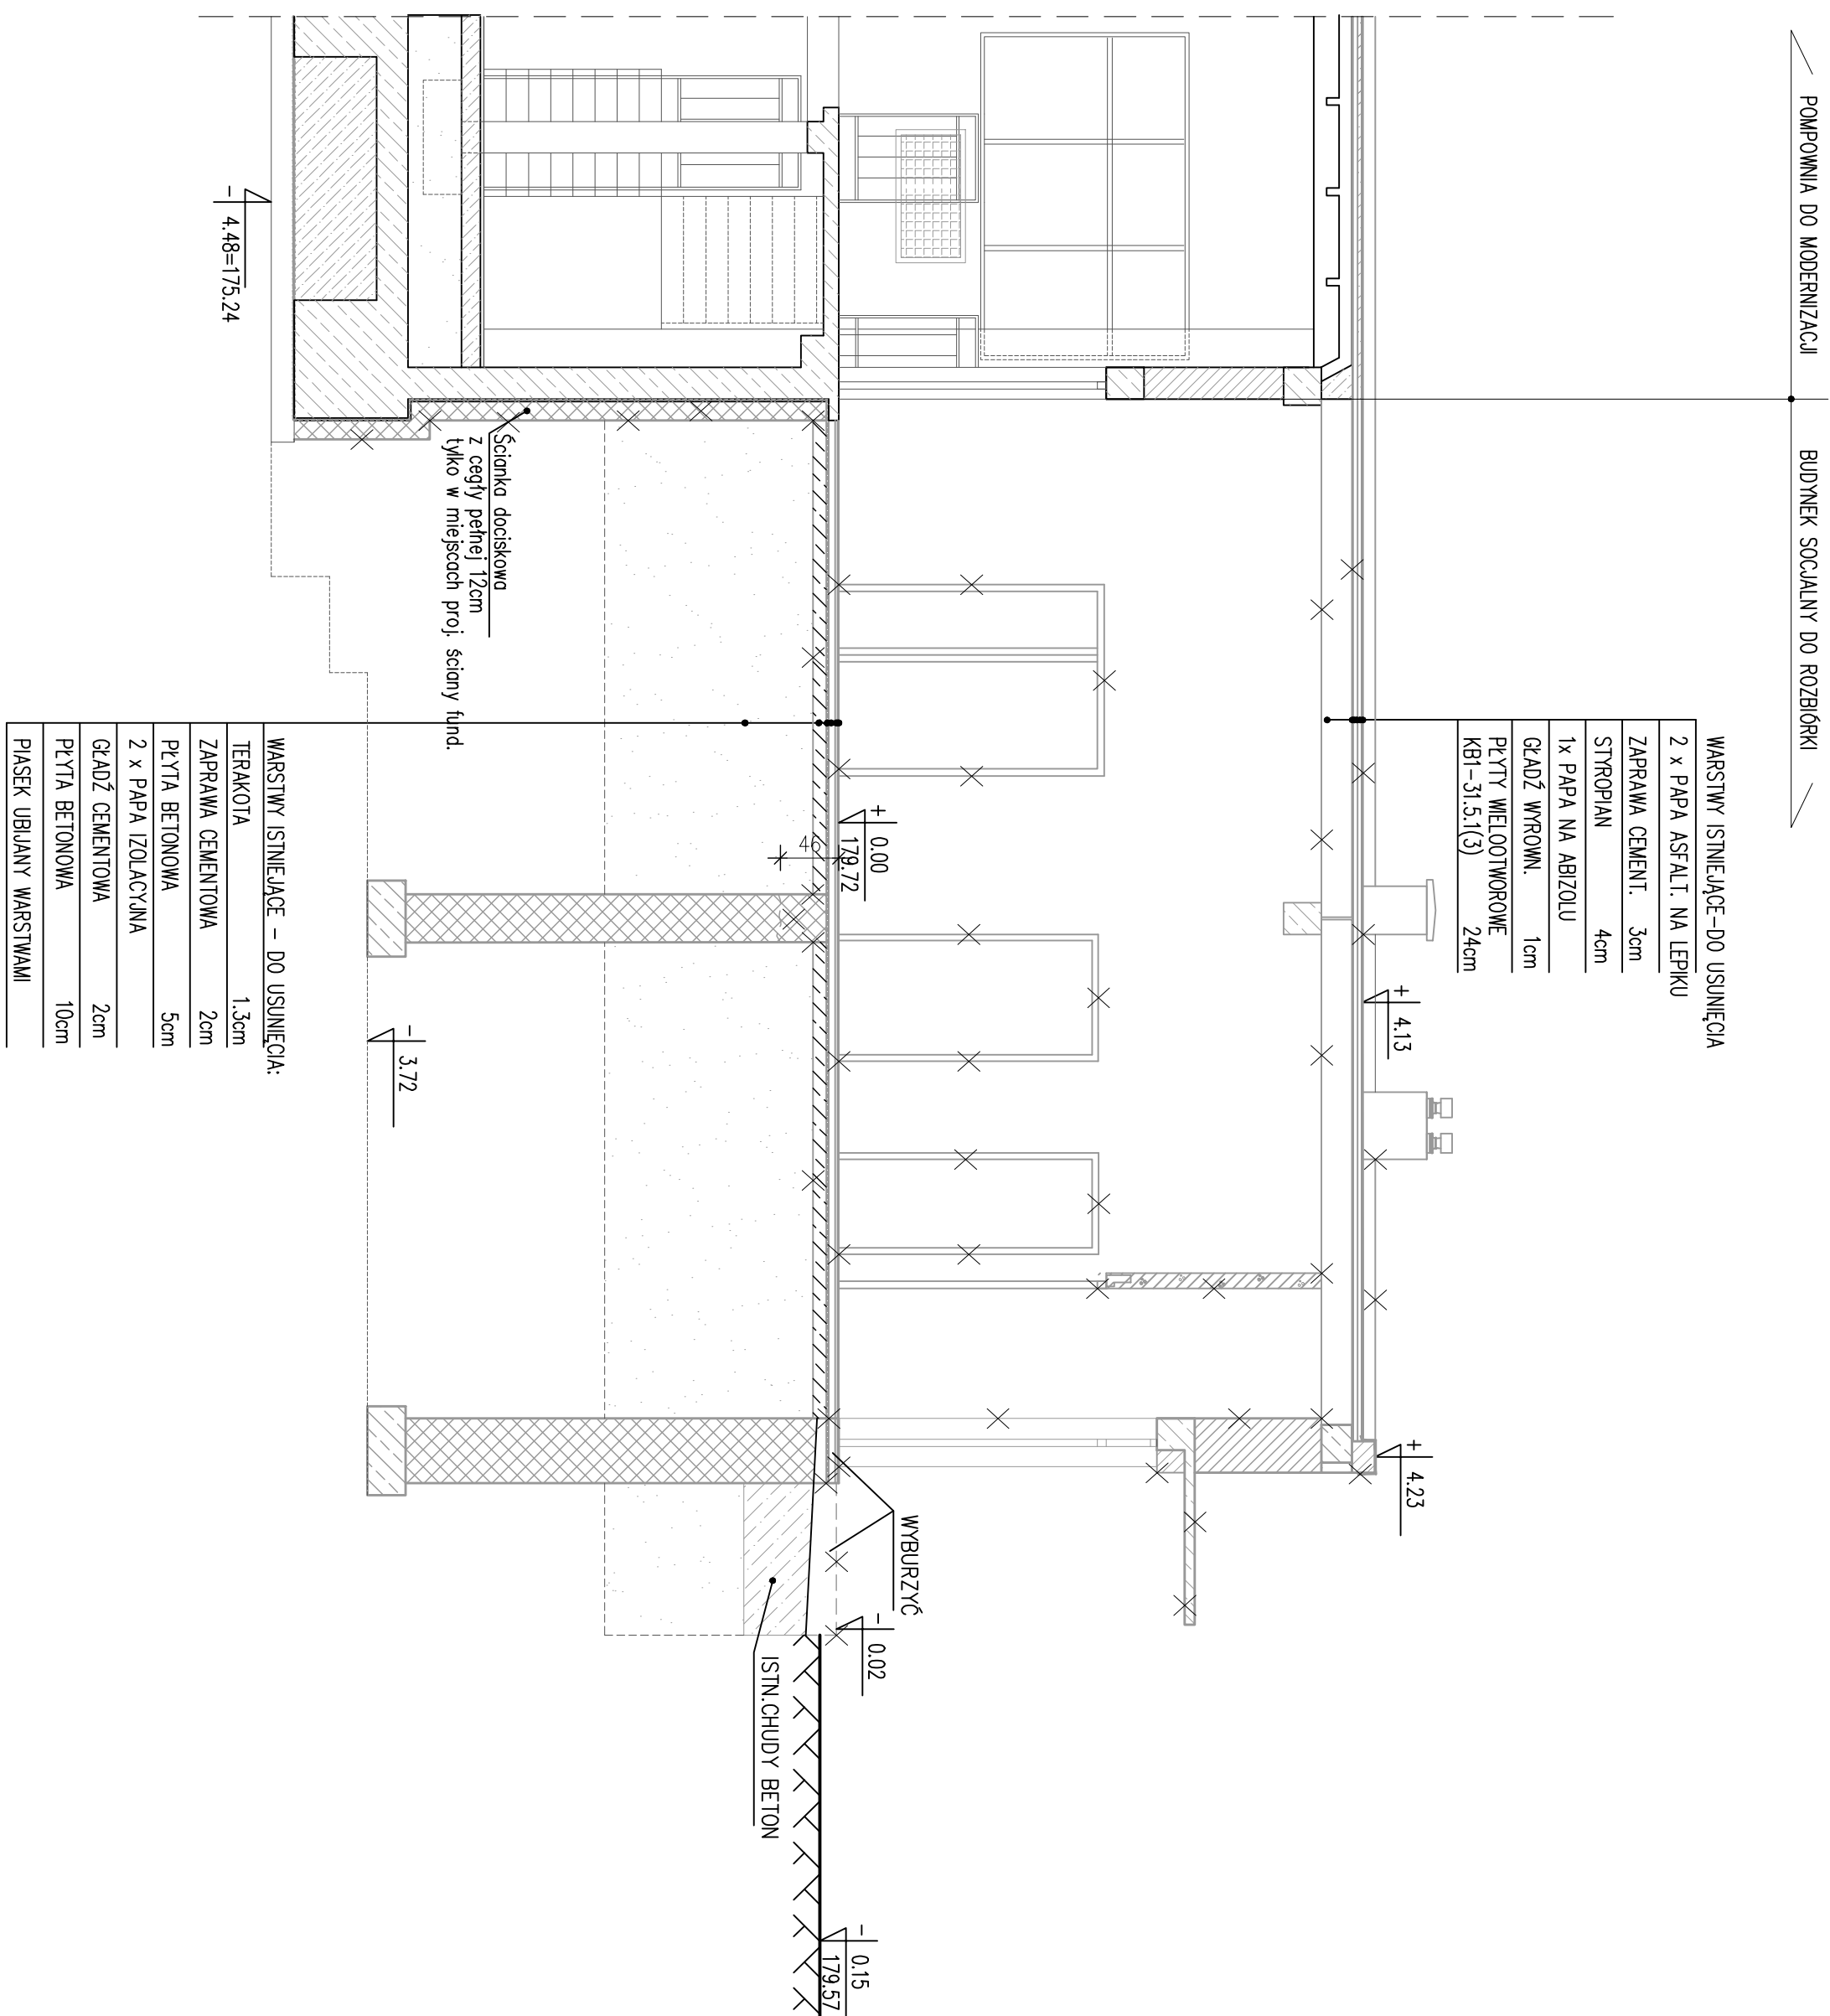 POMPOWNIA DO MODERNIZACJI
BUDYNEK SOCJALNY DO ROZBIÓRKI
WARSTWY ISTNIEJĄCE-DO USUNIĘCIA
2 x PAPA ASFALT. NA LEPIKU
ZAPRAWA CEMENT. 3cm
STYROPIAN 4cm
1x PAPA NA ABIZOLU
GŁADŹ WYROWN. 1cm
PŁYTY WIELOOTWOROWE
KB1-31.5.1(3) 24cm
+ 4.13
+ 4.23
+ 0.00
179.72
46
WYBURZYĆ
- 0.02
- 0.15
179.57
ISTN.CHUDY BETON
Ścianka dociskowa
z cegły pełnej 12cm
tylko w miejscach proj. ściany fund.
- 3.72
- 4.48=175.24
WARSTWY ISTNIEJĄCE - DO USUNIĘCIA:
TERAKOTA 1.3cm
ZAPRAWA CEMENTOWA 2cm
PŁYTA BETONOWA 5cm
2 x PAPA IZOLACYJNA
GŁADŹ CEMENTOWA 2cm
PŁYTA BETONOWA 10cm
PIASEK UBIJANY WARSTWAMI